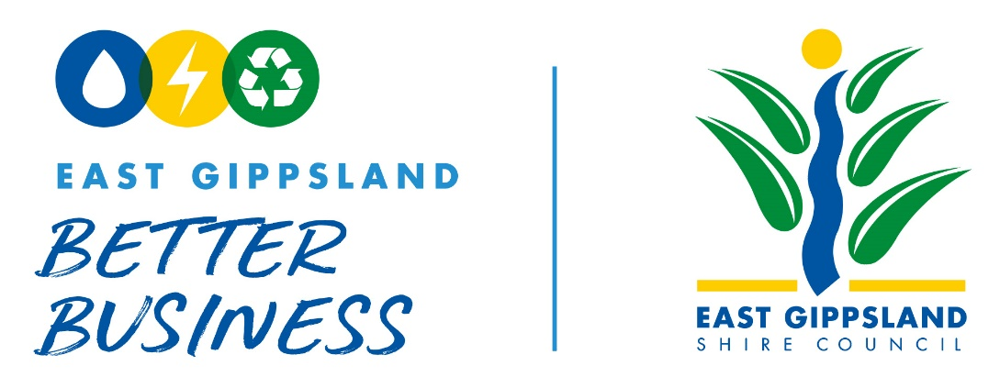 EAST GIPPSLAND
BETTER
BUSINESS
EAST GIPPSLAND
SHIRE COUNCIL